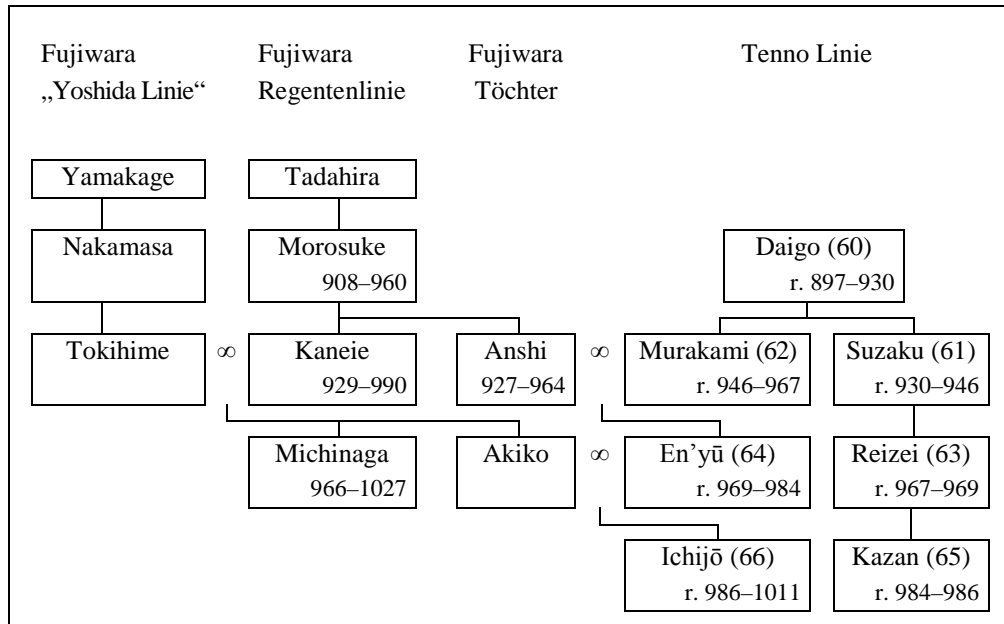 Fujiwara Fujiwara Fujiwara Tenno Linie
„Yoshida Linie“ Regentenlinie Töchter
Yamakage Tadahira
Nakamasa Morosuke Daigo (60)
908–960 r. 897–930
Tokihime ∞ Kaneie Anshi ∞ Murakami (62) Suzaku (61)
929–990 927–964 r. 946–967 r. 930–946
Michinaga Akiko ∞ En’yū (64) Reizei (63)
966–1027 r. 969–984 r. 967–969
Ichijō (66) Kazan (65)
r. 986–1011 r. 984–986